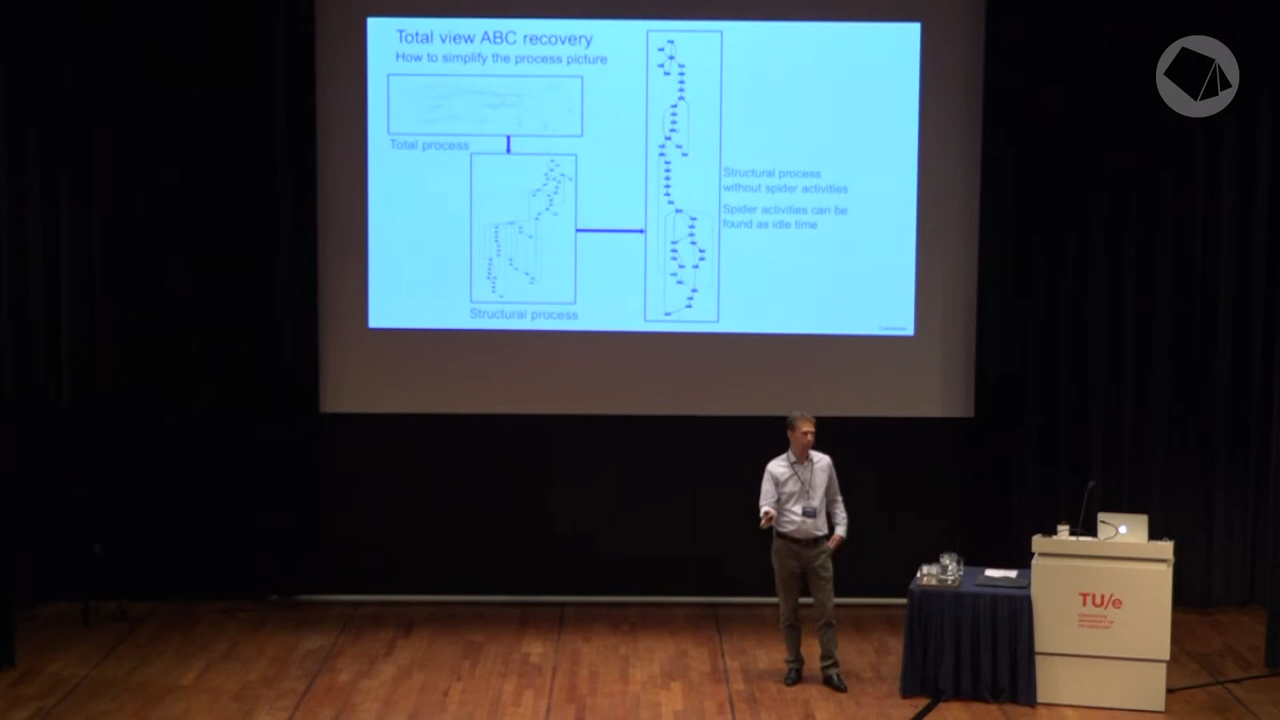 Total view ABC recovery
How to simplify the process picture
Total process
Structural process
without spider activities
Spider activities can be
found as idle time
Structural process
TU/e